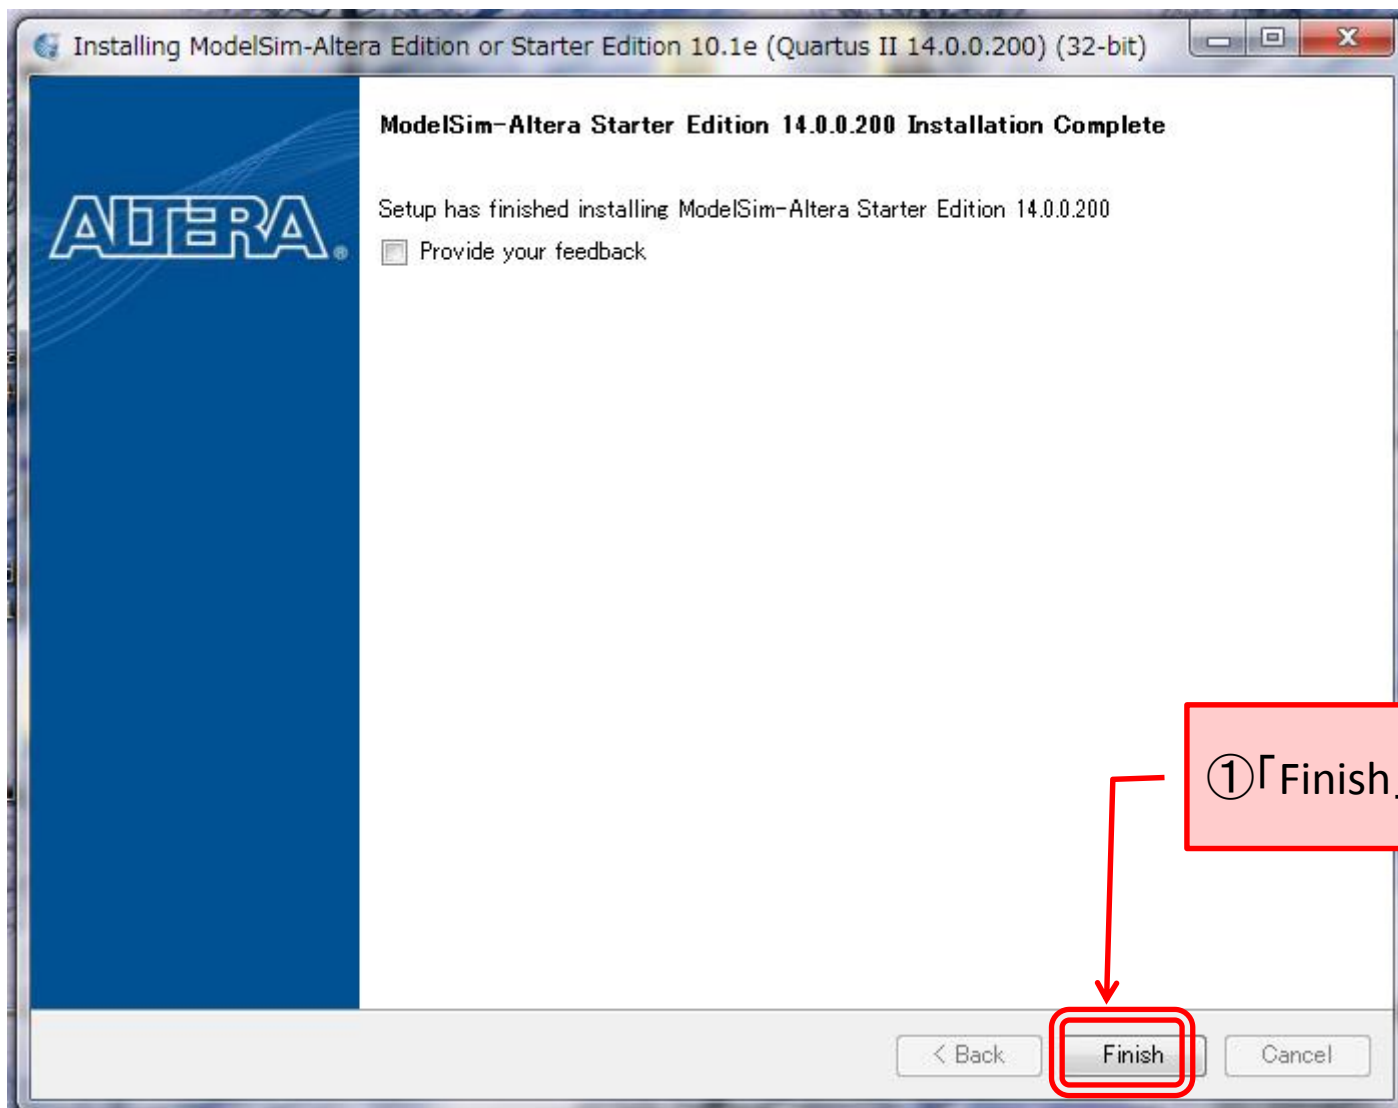 Installing ModelSim-Altera Edition or Starter Edition 10.1e (Quartus II 14.0.0.200) (32-bit)
ModelSim-Altera Starter Edition 14.0.0.200 Installation Complete
ALTERA®
Setup has finished installing ModelSim-Altera Starter Edition 14.0.0.200
Provide your feedback
①「Finish」
< Back
Finish
Cancel